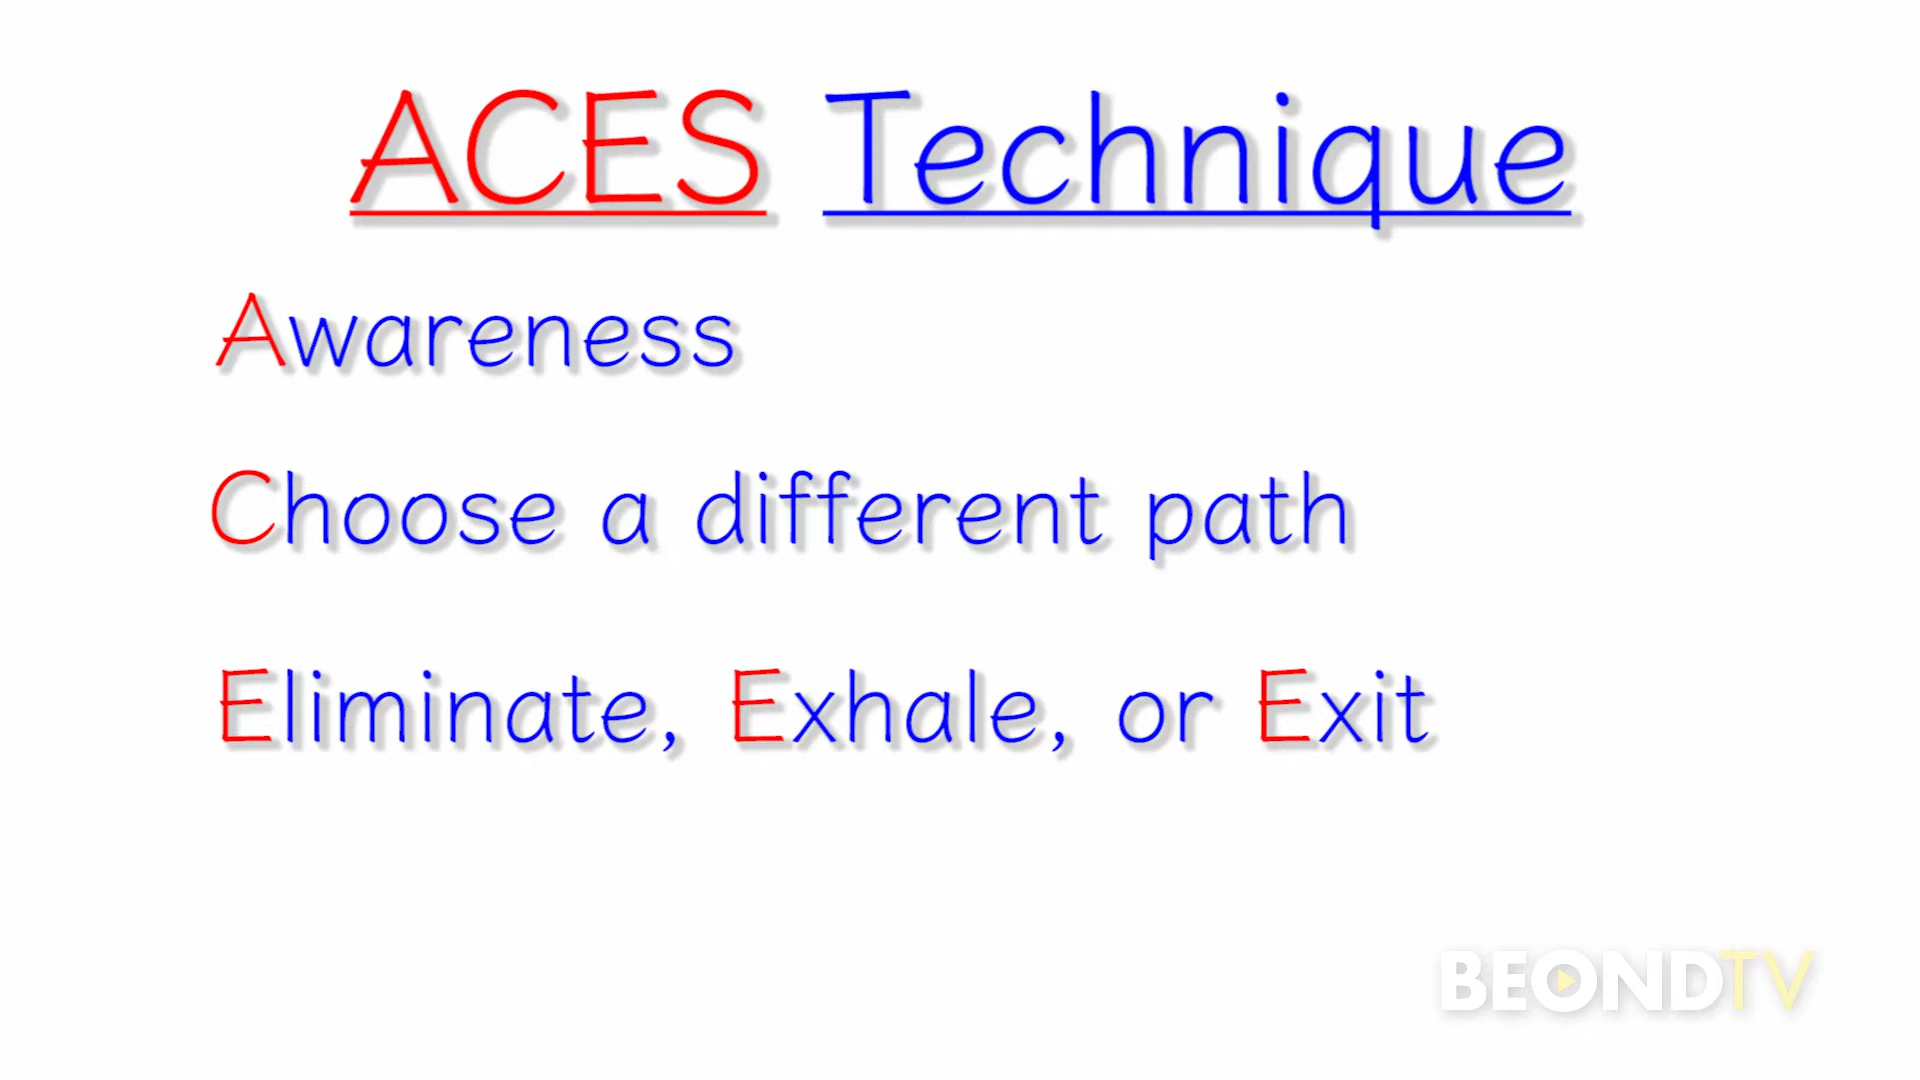 ACES Technique
Awareness
Choose a different path
Eliminate, Exhale, or Exit
BEONDTV